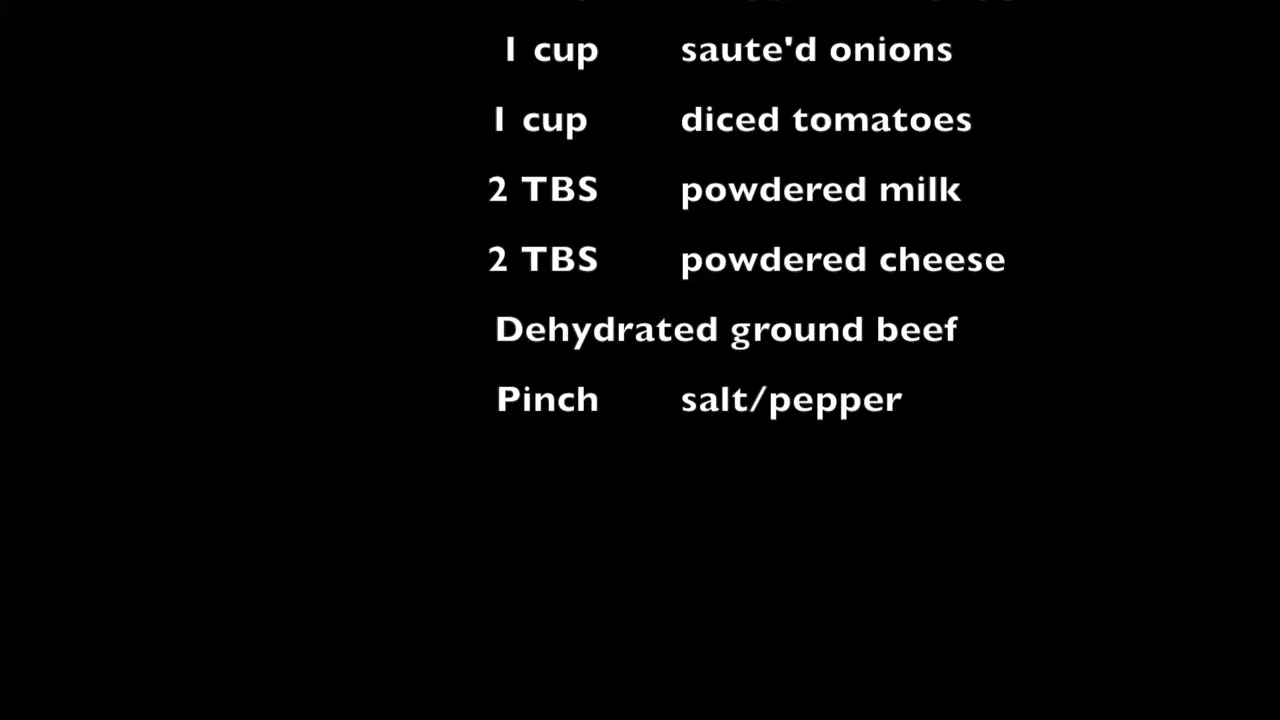 1 cup saute'd onions
1 cup diced tomatoes
2 TBS powdered milk
2 TBS powdered cheese
Dehydrated ground beef
Pinch salt/pepper